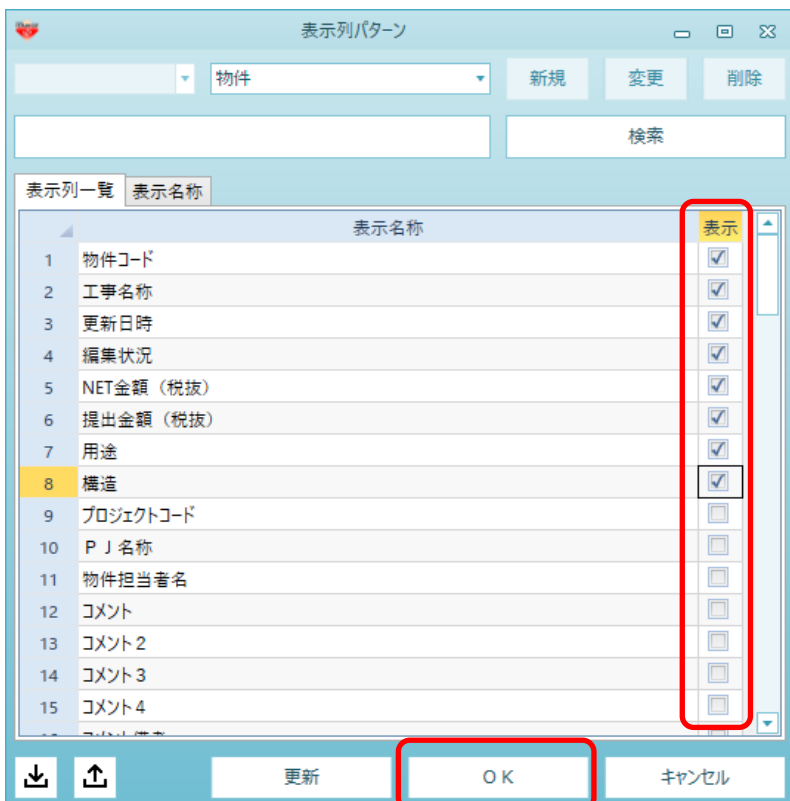 表示列パターン
物件
新規
変更
削除
検索
表示列一覧
表示名称
表示名称 表示
1 物件コード
2 工事名称
3 更新日時
4 編集状況
5 NET金額（税抜）
6 提出金額（税抜）
7 用途
8 構造
9 プロジェクトコード
10 ＰＪ名称
11 物件担当者名
12 コメント
13 コメント２
14 コメント３
15 コメント４
更新
ＯＫ
キャンセル